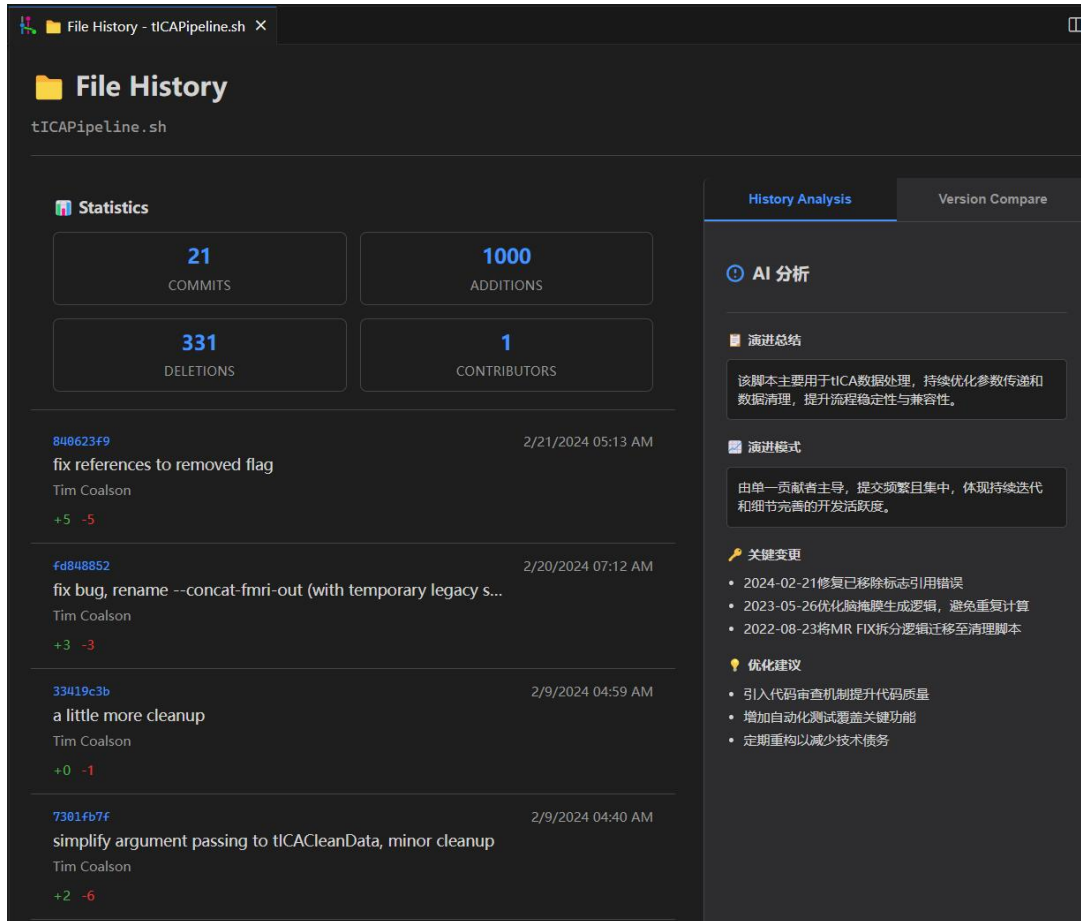 File History - tICAPipeline.sh
File History
tICAPipeline.sh
Statistics
21
COMMITS
1000
ADDITIONS
331
DELETIONS
1
CONTRIBUTORS
840623f9
2/21/2024 05:13 AM
fix references to removed flag
Tim Coalson
+5 -5
fd848852
2/20/2024 07:12 AM
fix bug, rename --concat-fmri-out (with temporary legacy s...
Tim Coalson
+3 -3
33419c3b
2/9/2024 04:59 AM
a little more cleanup
Tim Coalson
+0 -1
7301fb7f
2/9/2024 04:40 AM
simplify argument passing to tICACleanData, minor cleanup
Tim Coalson
+2 -6
History Analysis
Version Compare
AI 分析
演进总结
该脚本主要用于tICA数据处理，持续优化参数传递和
数据清理，提升流程稳定性与兼容性。
演进模式
由单一贡献者主导，提交频繁且集中，体现持续迭代
和细节完善的开发活跃度。
关键变更
• 2024-02-21修复已移除标志引用错误
• 2023-05-26优化脑掩膜生成逻辑，避免重复计算
• 2022-08-23将MR FIX拆分逻辑迁移至清理脚本
优化建议
• 引入代码审查机制提升代码质量
• 增加自动化测试覆盖关键功能
• 定期重构以减少技术债务